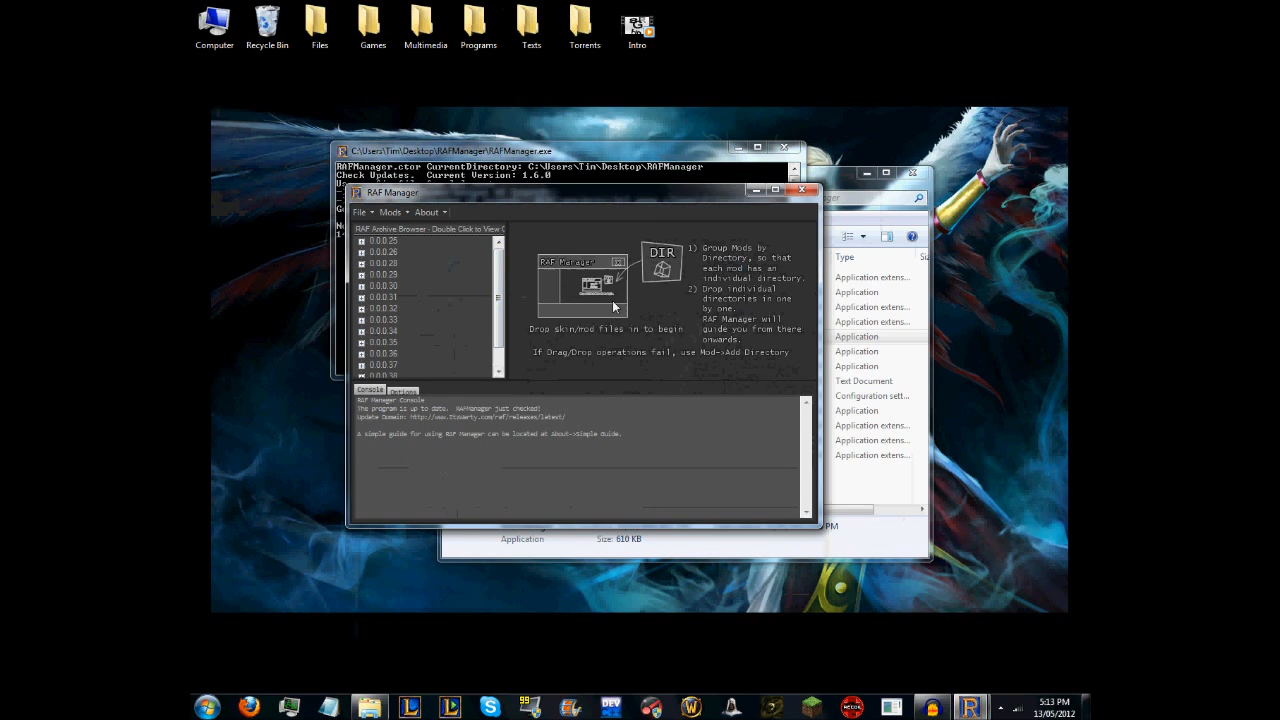 Computer
Recycle Bin
Files
Games
Multimedia
Programs
Texts
Torrents
Intro
C:\Users\Tim\Desktop\RAFManager\RAFManager.exe
RAFManager.ctor CurrentDirectory: C:\Users\Tim\Desktop\RAFManager
Check Updates. Current Version: 1.6.0
RAF Manager
File
Mods
About
RAF Archive Browser - Double Click to View C
0.0.0.25
0.0.0.26
0.0.0.28
0.0.0.29
0.0.0.30
0.0.0.31
0.0.0.32
0.0.0.33
0.0.0.34
0.0.0.35
0.0.0.36
0.0.0.37
0.0.0.38
RAF Manager
DIR
Drop skin/mod files in to begin
1) Group Mods by
Directory, so that
each mod has an
individual directory.
2) Drop individual
directories in one
by one.
RAF Manager will
guide you from there
onwards.
If Drag/Drop operations fail, use Mod->Add Directory
Console
Options
RAF Manager Console
The program is up to date. RAFManager just checked!
Update Domain: http://www.ItzWarty.com/raf/releases/latest/
A simple guide for using RAF Manager can be located at About->Simple Guide.
Type
Application extens...
Application
Application extens...
Application extens...
Application
Application
Application
Text Document
Configuration sett...
Application
Application extens...
Application extens...
Application extens...
PM
Application
Size: 610 KB
99
DEV
5:13 PM
13/05/2012